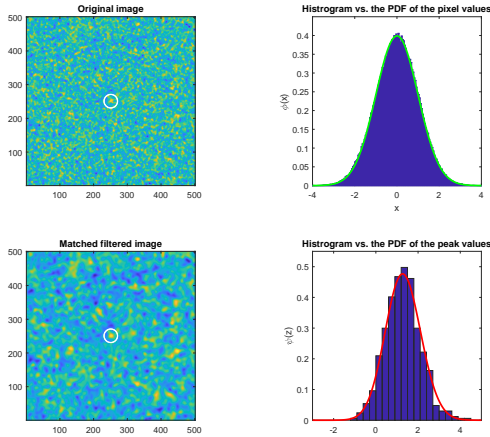 Original image
500
400
300
200
100
100 200 300 400 500
Histrogram vs. the PDF of the pixel values
0.4
0.35
0.3
0.25
0.2
0.15
0.1
0.05
0
ϕ(x)
-4 -2 0 2 4
x
Matched filtered image
500
400
300
200
100
100 200 300 400 500
Histrogram vs. the PDF of the peak values
0.5
0.4
0.3
0.2
0.1
0
ψ(z)
-2 0 2 4